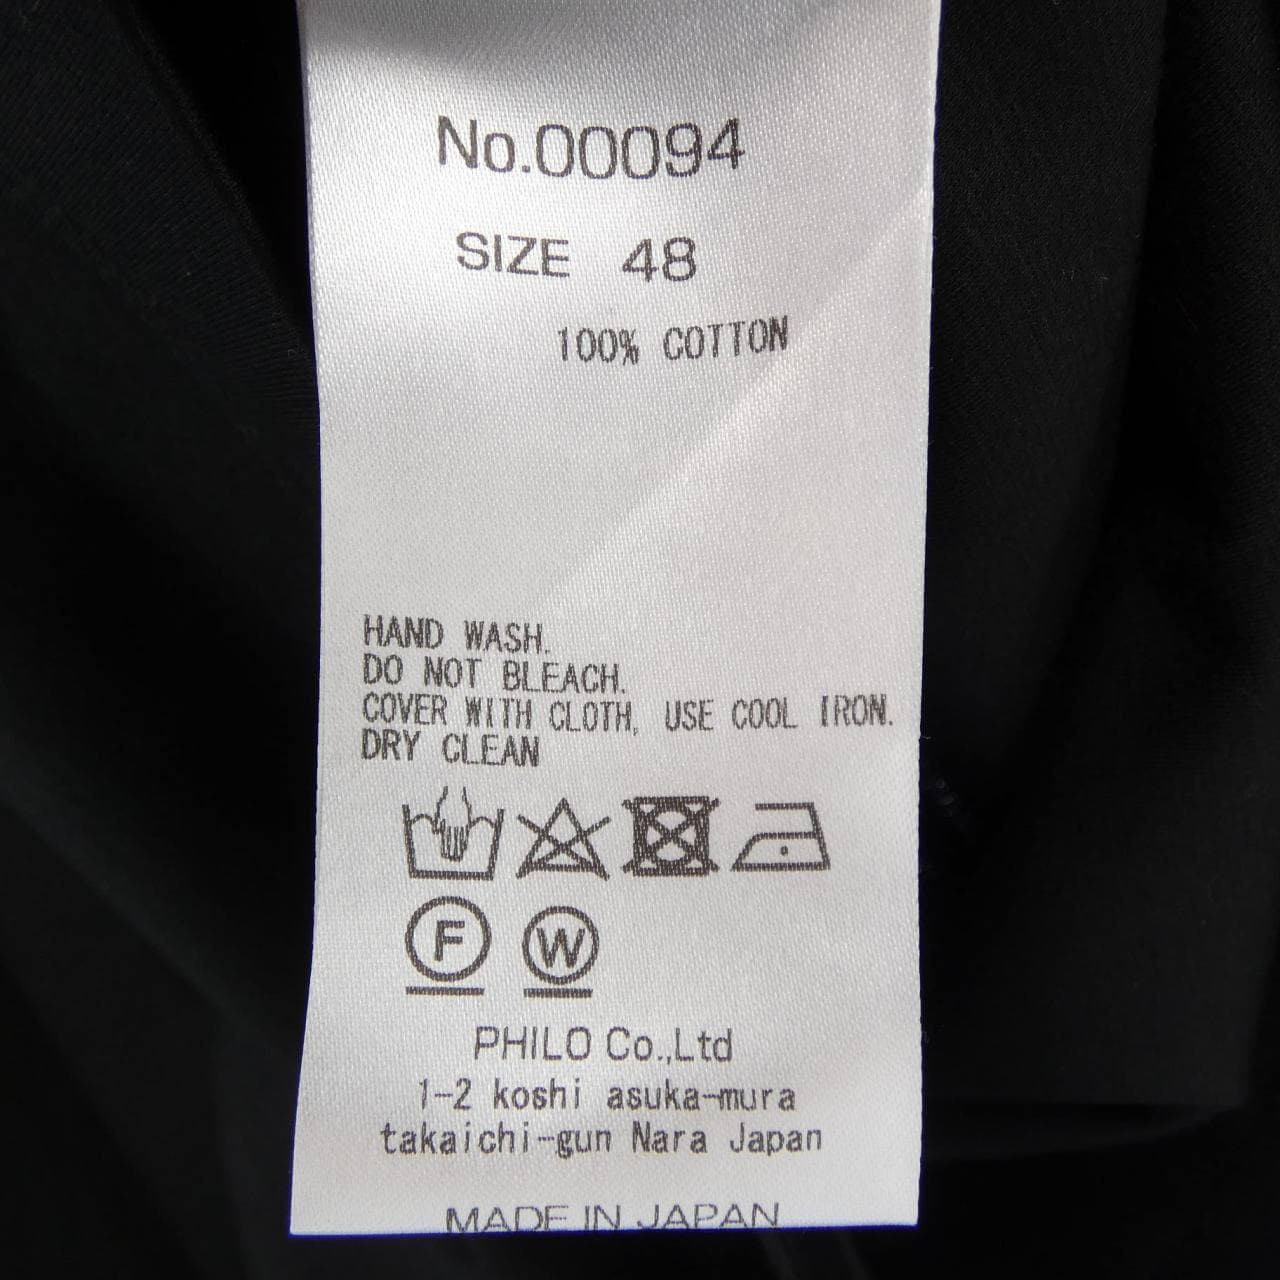 No.00094
SIZE 48
100% COTTON
HAND WASH.
DO NOT BLEACH.
COVER WITH CLOTH, USE COOL IRON.
DRY CLEAN
F W
PHILO Co.,Ltd
1-2 koshi asuka-mura
takaichi-gun Nara Japan
MADE IN JAPAN